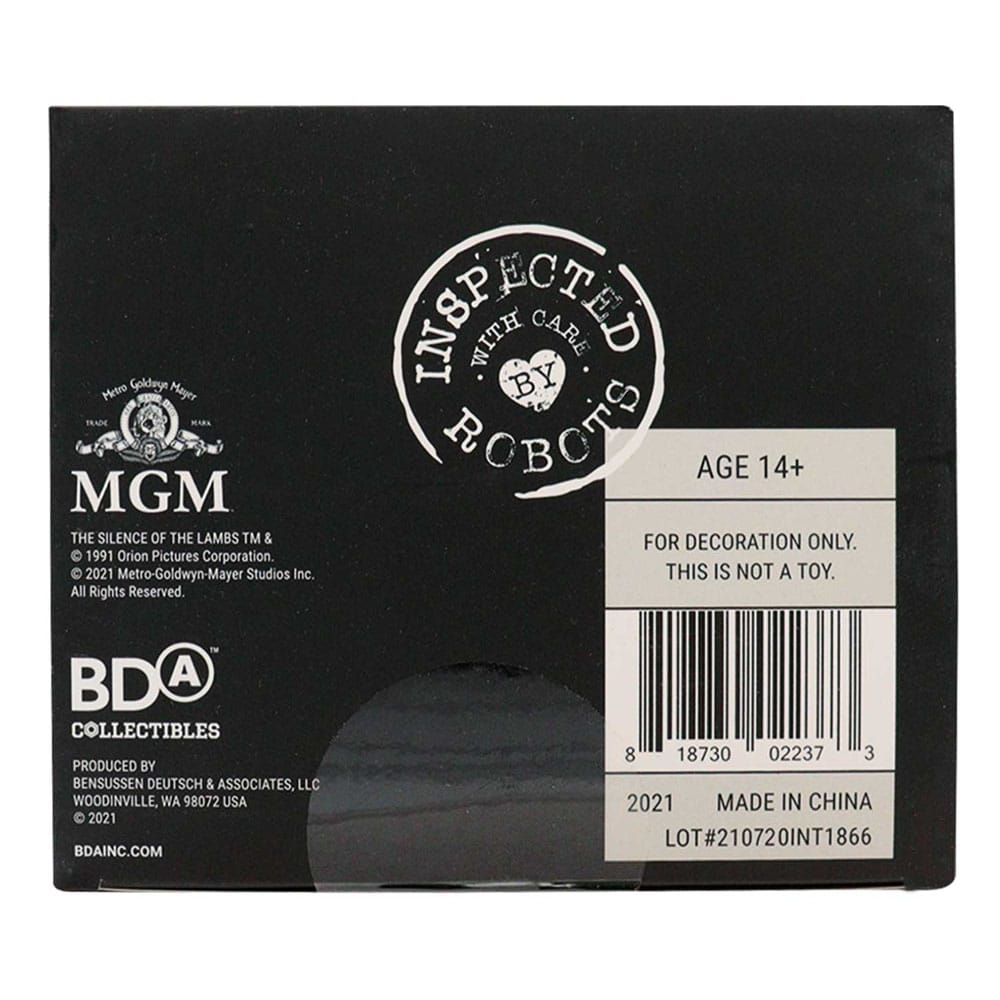 INSPECTED
WITH CARE
BY
ROBOTS
Metro Goldwyn Mayer
TRADE MARK
MGM
THE SILENCE OF THE LAMBS TM &
© 1991 Orion Pictures Corporation.
© 2021 Metro-Goldwyn-Mayer Studios Inc.
All Rights Reserved.
BDA™
COLLECTIBLES
PRODUCED BY
BENSUSSEN DEUTSCH & ASSOCIATES, LLC
WOODINVILLE, WA 98072 USA
© 2021
BDAINC.COM
AGE 14+
FOR DECORATION ONLY.
THIS IS NOT A TOY.
8 18730 02237 3
2021 MADE IN CHINA
LOT#210720INT1866